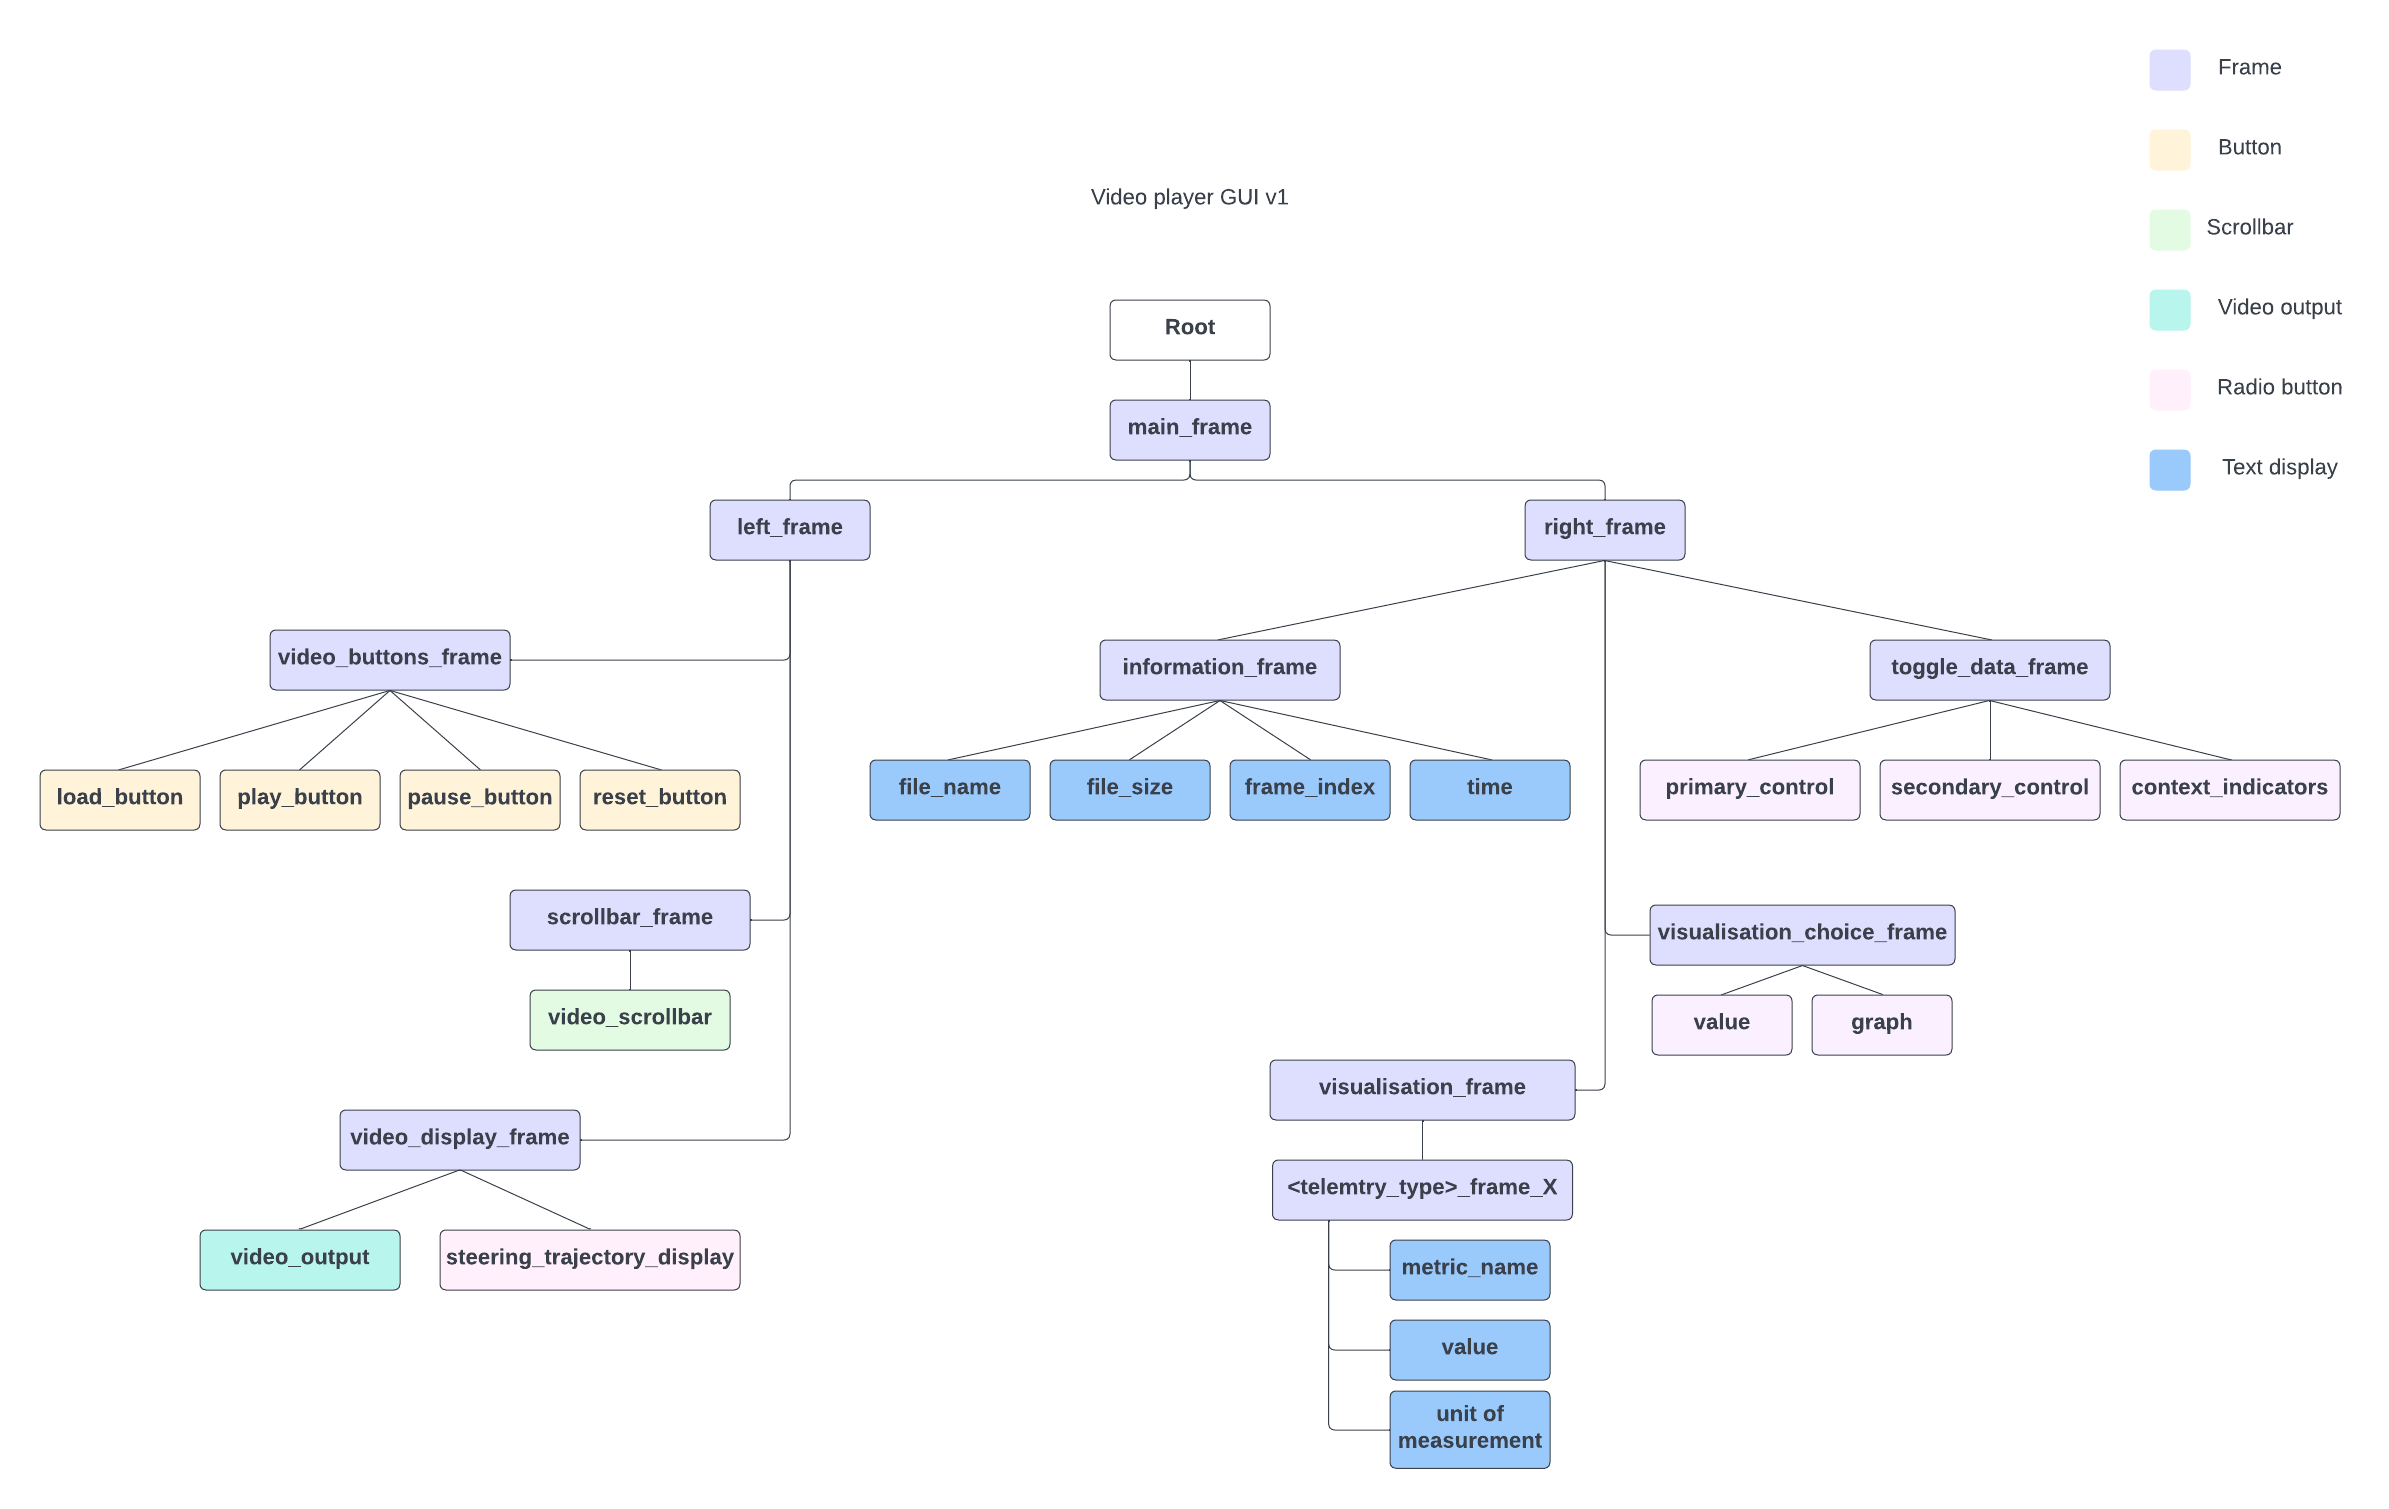 Frame
Button
Video player GUI v1
Scrollbar
Video output
Root
Radio button
main_frame
Text display
left_frame
right_frame
video_buttons_frame
information_frame
toggle_data_frame
load_button
play_button
pause_button
reset_button
file_name
file_size
frame_index
time
primary_control
secondary_control
context_indicators
scrollbar_frame
visualisation_choice_frame
video_scrollbar
value
graph
visualisation_frame
video_display_frame
<telemtry_type>_frame_X
video_output
steering_trajectory_display
metric_name
value
unit of
measurement